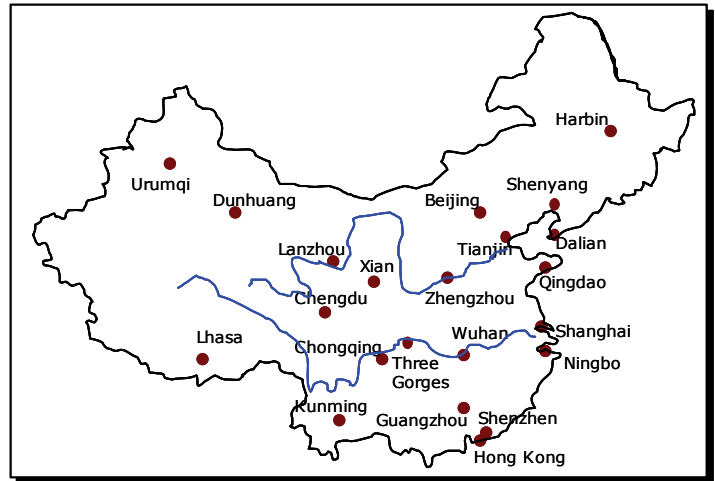 Harbin
Urumqi
Shenyang
Dunhuang
Beijing
Tianjin
Dalian
Lanzhou
Xian
Qingdao
Chengdu
Zhengzhou
Lhasa
Wuhan
Shanghai
Chongqing
Three
Gorges
Ningbo
Kunming
Guangzhou
Shenzhen
Hong Kong